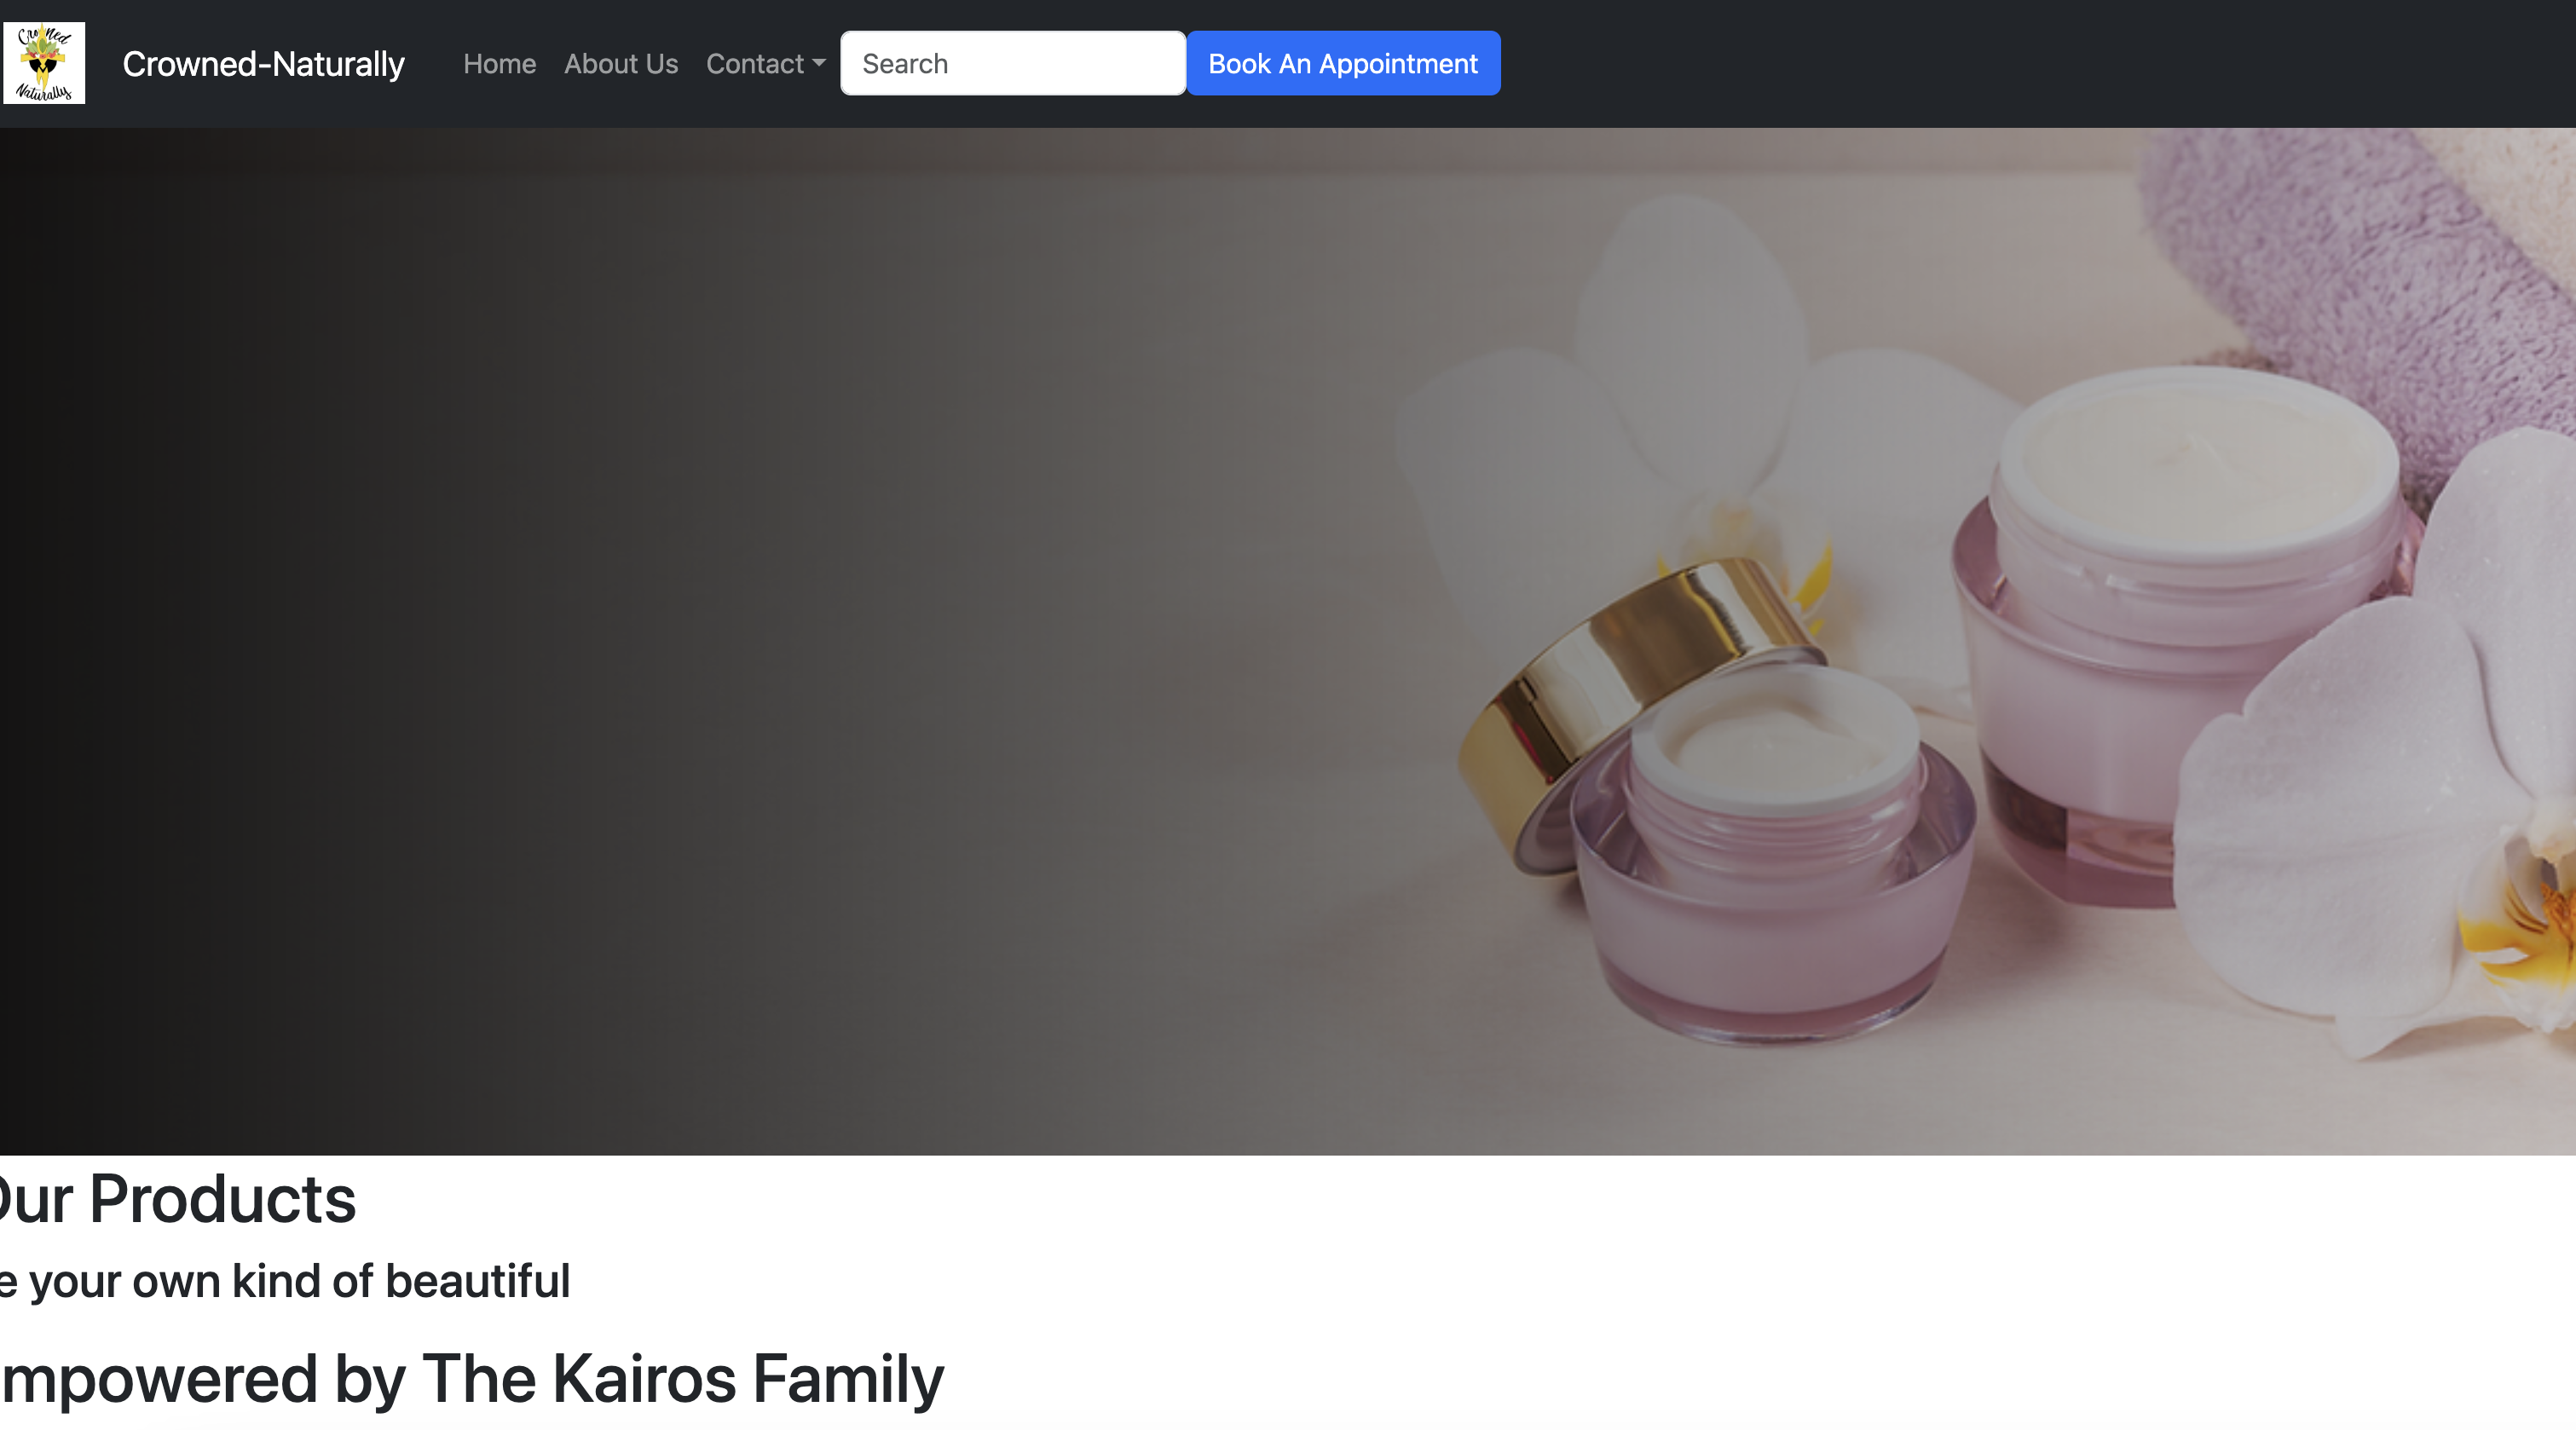 Crowned
Naturally
Crowned-Naturally
Home
About Us
Contact
Search
Book An Appointment
Our Products
e your own kind of beautiful
mpowered by The Kairos Family